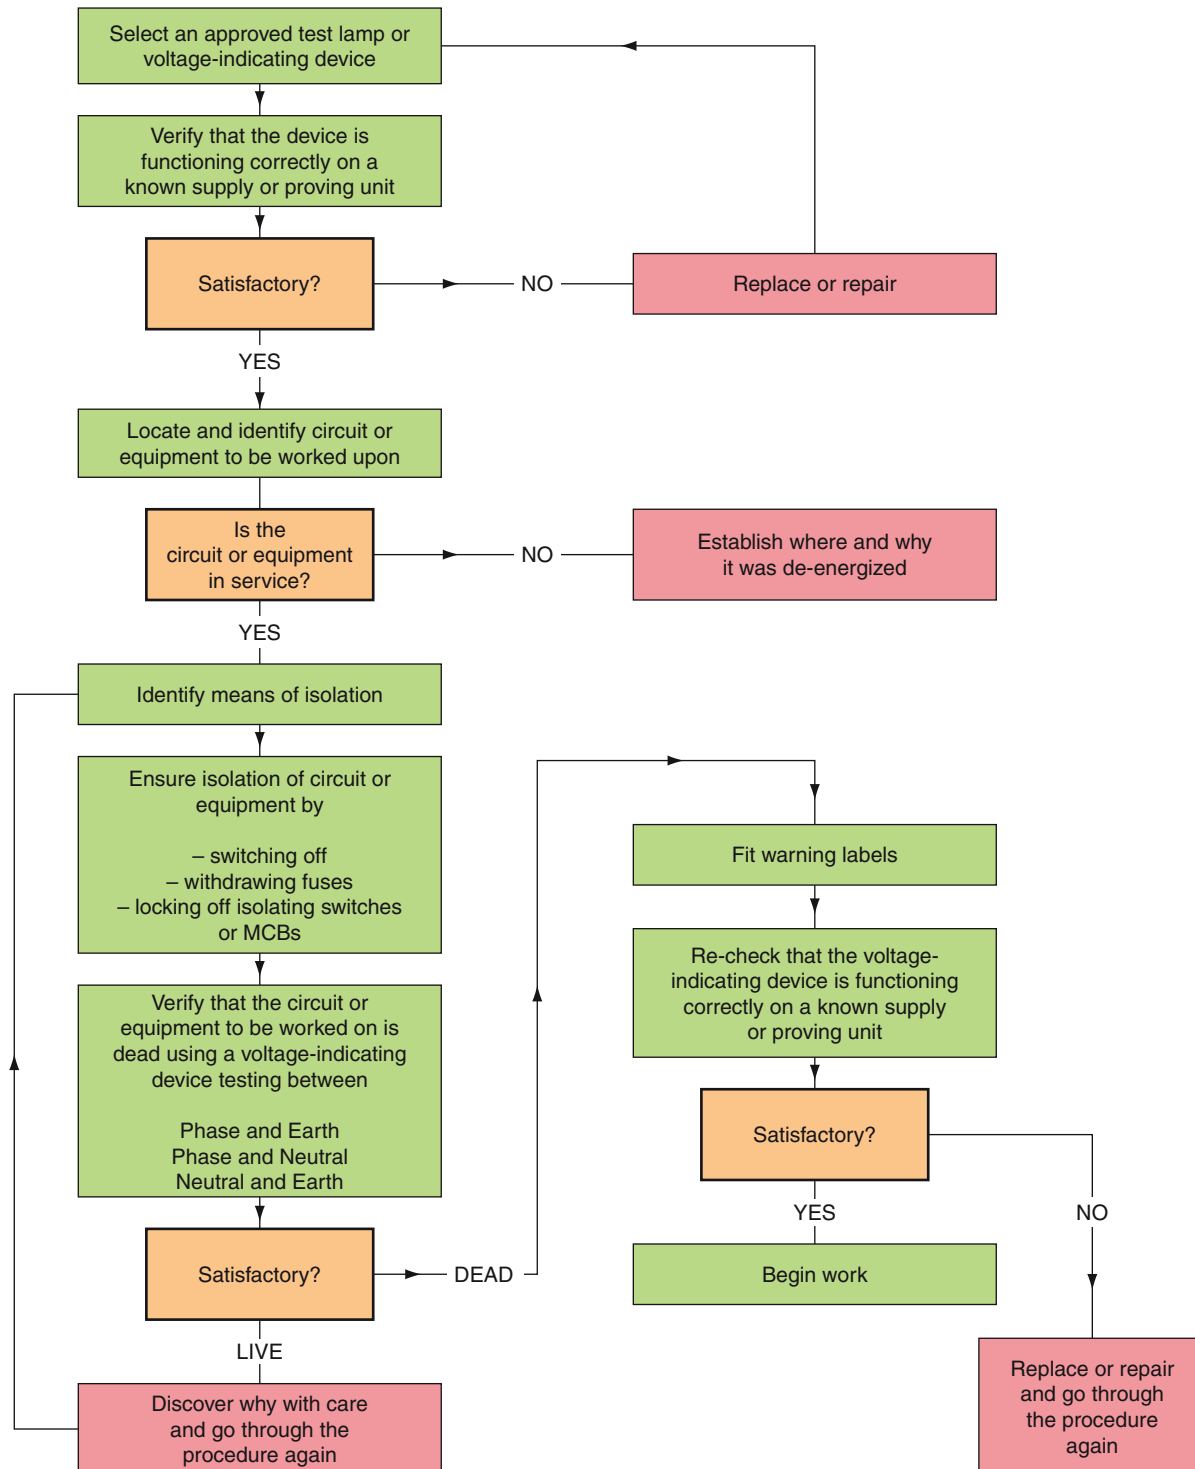 Select an approved test lamp or
voltage-indicating device
Verify that the device is
functioning correctly on a
known supply or proving unit
Satisfactory?
NO
Replace or repair
YES
Locate and identify circuit or
equipment to be worked upon
Is the
circuit or equipment
in service?
NO
Establish where and why
it was de-energized
YES
Identify means of isolation
Ensure isolation of circuit or
equipment by
– switching off
– withdrawing fuses
– locking off isolating switches
or MCBs
Verify that the circuit or
equipment to be worked on is
dead using a voltage-indicating
device testing between
Phase and Earth
Phase and Neutral
Neutral and Earth
Satisfactory?
DEAD
LIVE
Discover why with care
and go through the
procedure again
Fit warning labels
Re-check that the voltage-
indicating device is functioning
correctly on a known supply
or proving unit
Satisfactory?
YES
NO
Begin work
Replace or repair
and go through
the procedure
again